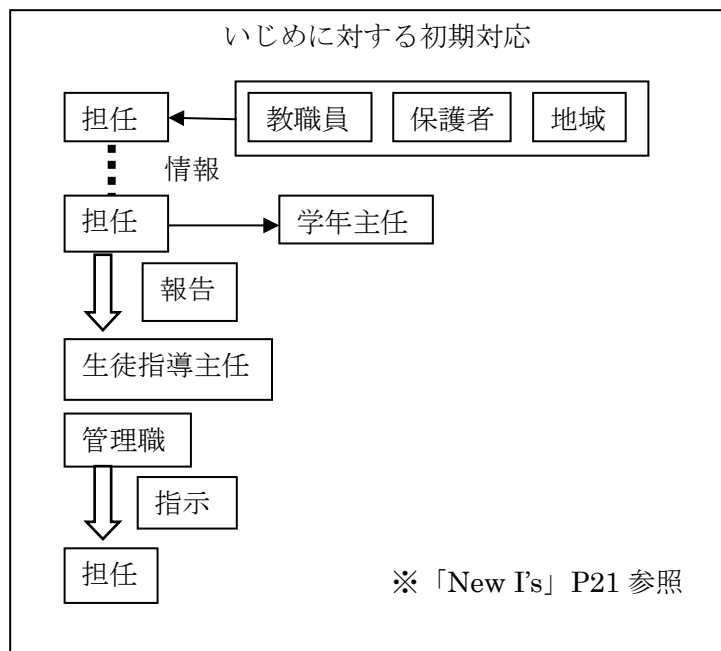 いじめに対する初期対応
担任 教職員 保護者 地域
情報
担任 学年主任
報告
生徒指導主任
管理職
指示
担任
※「New I's」P21 参照